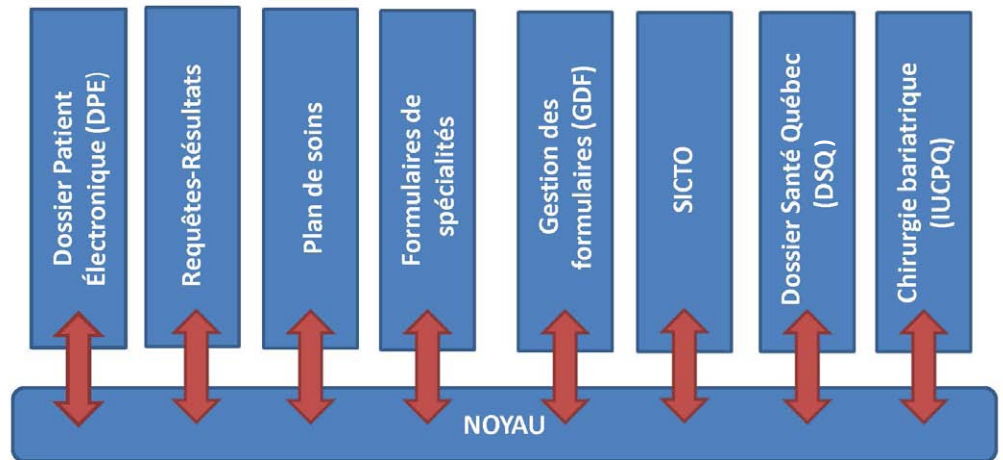 Dossier Patient
Électronique (DPE)
Requêtes-Résultats
Plan de soins
Formulaires de
spécialités
Gestion des
formulaires (GDF)
SICTO
Dossier Santé Québec
(DSQ)
Chirurgie bariatrique
(IUCPQ)
NOYAU